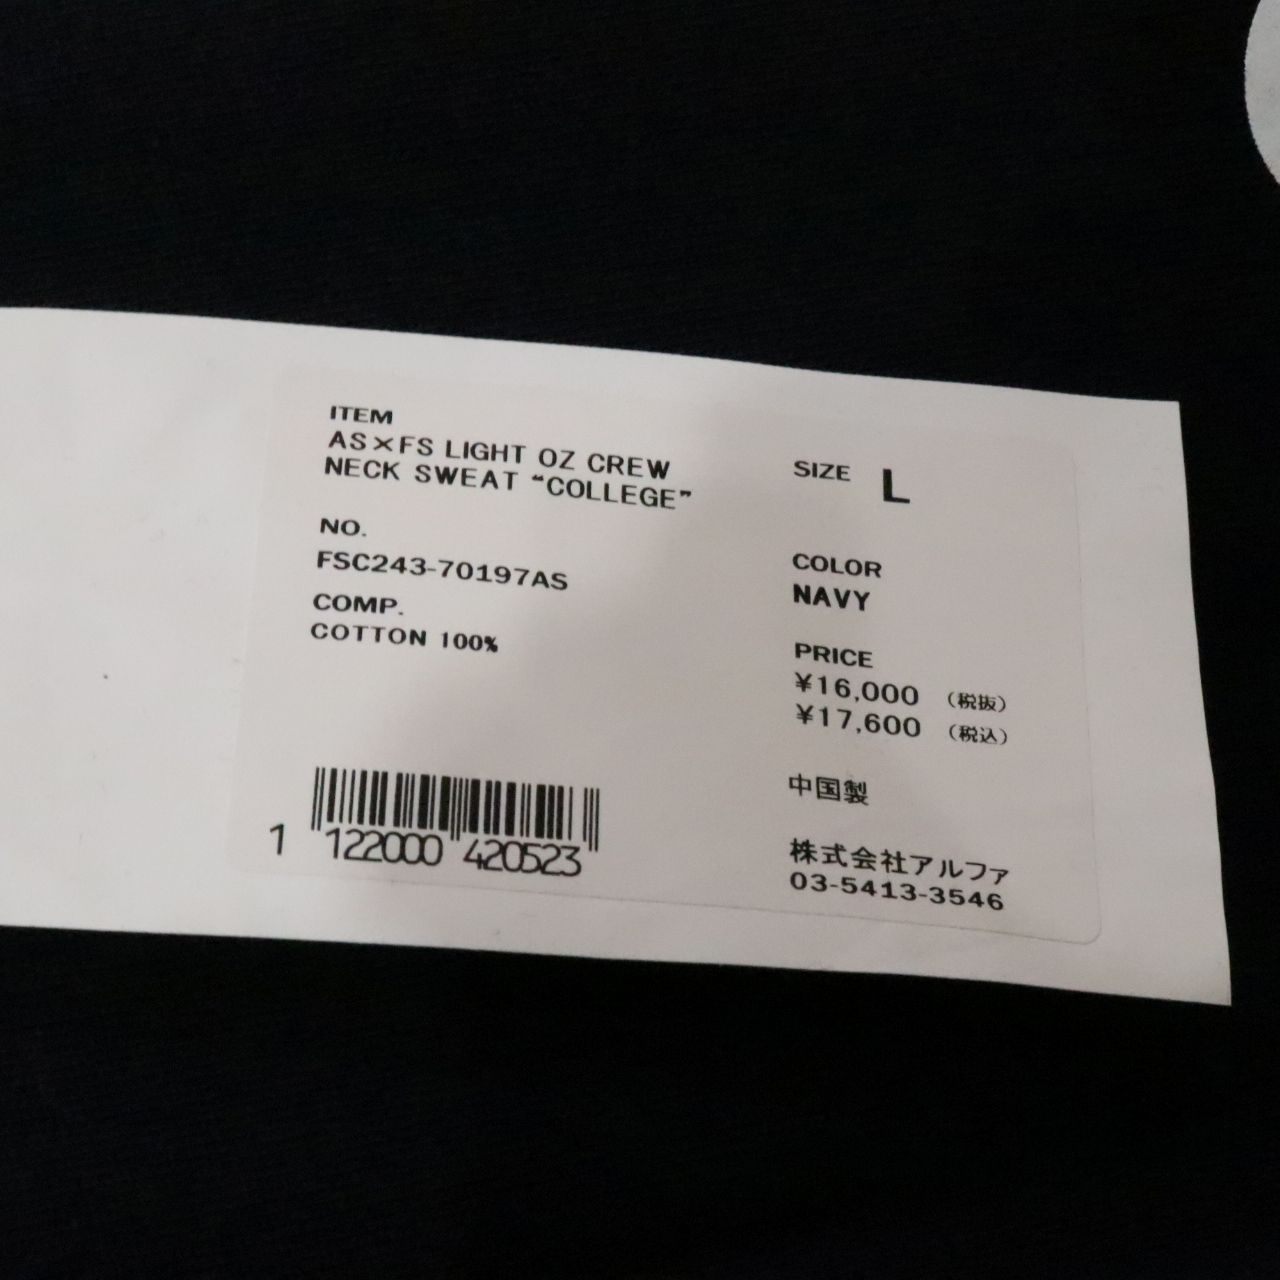 ITEM
AS×FS LIGHT OZ CREW
NECK SWEAT “COLLEGE”
NO.
FSC243-70197AS
COMP.
COTTON 100%
1 122000 420523
SIZE L
COLOR
NAVY
PRICE
¥16,000 （税抜）
¥17,600 （税込）
中国製
株式会社アルファ
03-5413-3546